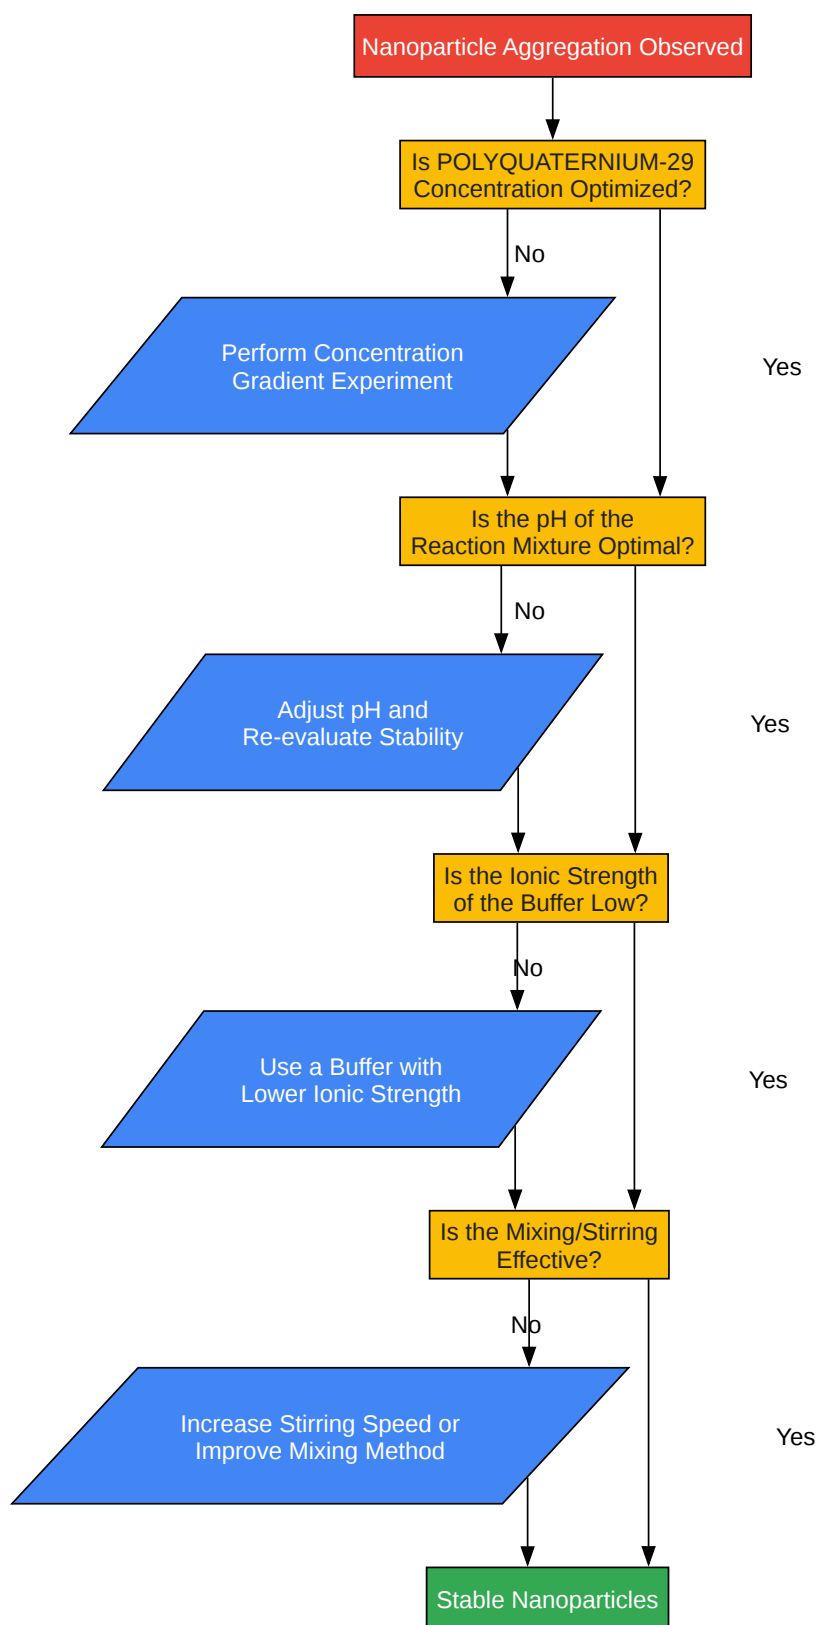 Nanoparticle Aggregation Observed
Is POLYQUATERNIUM-29
Concentration Optimized?
No
Perform Concentration
Gradient Experiment
Yes
Is the pH of the
Reaction Mixture Optimal?
No
Adjust pH and
Re-evaluate Stability
Yes
Is the Ionic Strength
of the Buffer Low?
No
Use a Buffer with
Lower Ionic Strength
Yes
Is the Mixing/Stirring
Effective?
No
Increase Stirring Speed or
Improve Mixing Method
Yes
Stable Nanoparticles